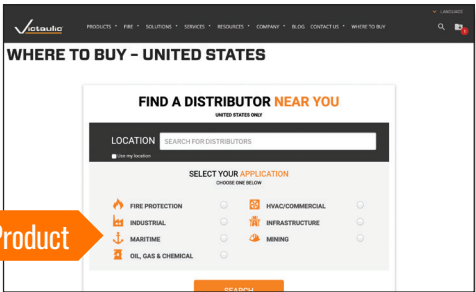 Victaulic PRODUCTS FIRE SOLUTIONS SERVICES RESOURCES COMPANY BLOG CONTACT US WHERE TO BUY LANGUAGE
WHERE TO BUY – UNITED STATES
FIND A DISTRIBUTOR NEAR YOU
UNITED STATES ONLY
LOCATION SEARCH FOR DISTRIBUTORS
Use my location
SELECT YOUR APPLICATION
CHOOSE ONE BELOW
FIRE PROTECTION HVAC/COMMERCIAL
INDUSTRIAL INFRASTRUCTURE
Product
MARITIME MINING
OIL, GAS & CHEMICAL
SEARCH